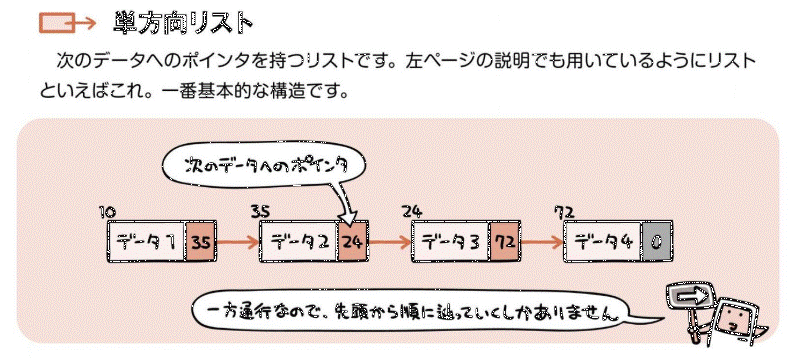 単方向リスト
次のデータへのポインタを持つリストです。左ページの説明でも用いているようにリスト
といえばこれ。一番基本的な構造です。
次のデータへのポインタ
10 35 24 72
データ1 35 データ2 24 データ3 72 データ4 0
一方通行なので、先頭から順に辿っていくしかありません